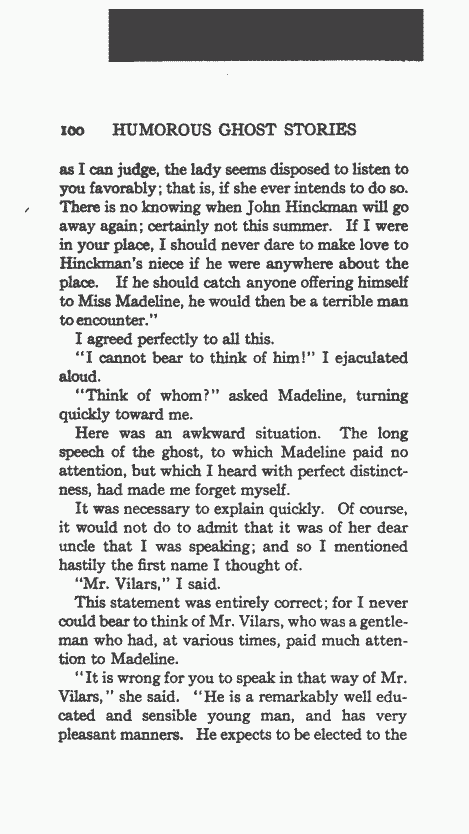 100 HUMOROUS GHOST STORIES
as I can judge, the lady seems disposed to listen to
you favorably; that is, if she ever intends to do so.
There is no knowing when John Hinckman will go
away again; certainly not this summer. If I were
in your place, I should never dare to make love to
Hinckman's niece if he were anywhere about the
place. If he should catch anyone offering himself
to Miss Madeline, he would then be a terrible man
to encounter."
I agreed perfectly to all this.
"I cannot bear to think of him!" I ejaculated
aloud.
"Think of whom?" asked Madeline, turning
quickly toward me.
Here was an awkward situation. The long
speech of the ghost, to which Madeline paid no
attention, but which I heard with perfect distinct-
ness, had made me forget myself.
It was necessary to explain quickly. Of course,
it would not do to admit that it was of her dear
uncle that I was speaking; and so I mentioned
hastily the first name I thought of.
"Mr. Vilars," I said.
This statement was entirely correct; for I never
could bear to think of Mr. Vilars, who was a gentle-
man who had, at various times, paid much atten-
tion to Madeline.
"It is wrong for you to speak in that way of Mr.
Vilars," she said. "He is a remarkably well edu-
cated and sensible young man, and has very
pleasant manners. He expects to be elected to the